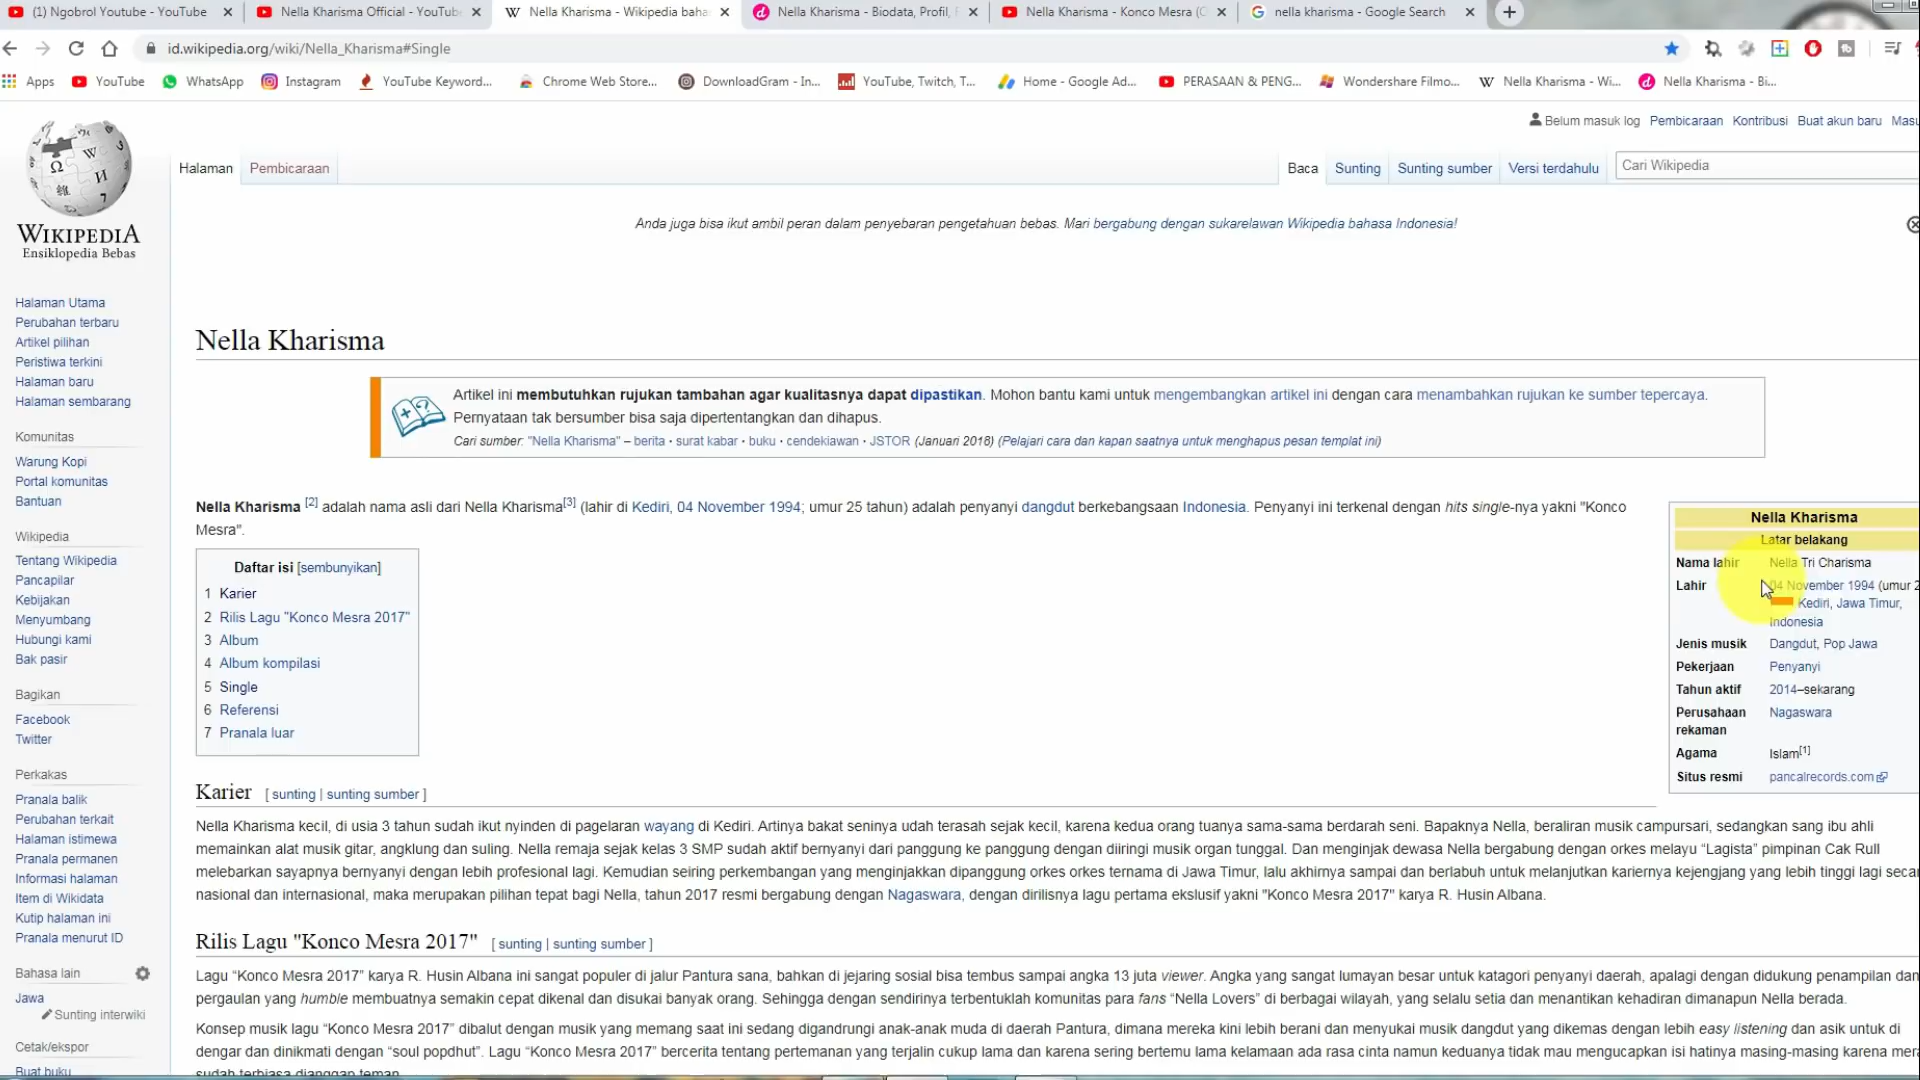 (1) Ngobrol Youtube - YouTube
Nella Kharisma Official - YouTube
Nella Kharisma - Wikipedia baha
Nella Kharisma - Biodata, Profil,
Nella Kharisma - Konco Mesra (
nella kharisma - Google Search
id.wikipedia.org/wiki/Nella_Kharisma#Single
Apps
YouTube
WhatsApp
Instagram
YouTube Keyword...
Chrome Web Store...
DownloadGram - In...
YouTube, Twitch, T...
Home - Google Ad...
PERASAAN & PENG...
Wondershare Filmo...
Nella Kharisma - Wi...
Nella Kharisma - Bi...
Belum masuk log Pembicaraan Kontribusi Buat akun baru Masu
WIKIPEDIA
Ensiklopedia Bebas
Halaman Pembicaraan
Baca Sunting Sunting sumber Versi terdahulu
Cari Wikipedia
Anda juga bisa ikut ambil peran dalam penyebaran pengetahuan bebas. Mari bergabung dengan sukarelawan Wikipedia bahasa Indonesia!
Halaman Utama
Perubahan terbaru
Artikel pilihan
Peristiwa terkini
Halaman baru
Halaman sembarang
Komunitas
Warung Kopi
Portal komunitas
Bantuan
Wikipedia
Tentang Wikipedia
Pancapilar
Kebijakan
Menyumbang
Hubungi kami
Bak pasir
Bagikan
Facebook
Twitter
Perkakas
Pranala balik
Perubahan terkait
Halaman istimewa
Pranala permanen
Informasi halaman
Item di Wikidata
Kutip halaman ini
Pranala menurut ID
Bahasa lain
Jawa
Sunting interwiki
Cetak/ekspor
Buat buku
Nella Kharisma
Artikel ini membutuhkan rujukan tambahan agar kualitasnya dapat dipastikan. Mohon bantu kami untuk mengembangkan artikel ini dengan cara menambahkan rujukan ke sumber tepercaya.
Pernyataan tak bersumber bisa saja dipertentangkan dan dihapus.
Cari sumber: "Nella Kharisma" – berita · surat kabar · buku · cendekiawan · JSTOR (Januari 2018) (Pelajari cara dan kapan saatnya untuk menghapus pesan templat ini)
Nella Kharisma [2] adalah nama asli dari Nella Kharisma[3] (lahir di Kediri, 04 November 1994; umur 25 tahun) adalah penyanyi dangdut berkebangsaan Indonesia. Penyanyi ini terkenal dengan hits single-nya yakni "Konco
Mesra".
Daftar isi [sembunyikan]
1 Karier
2 Rilis Lagu "Konco Mesra 2017"
3 Album
4 Album kompilasi
5 Single
6 Referensi
7 Pranala luar
Nella Kharisma
Latar belakang
Nama lahir Nella Tri Charisma
Lahir 04 November 1994 (umur 2
Kediri, Jawa Timur,
Indonesia
Jenis musik Dangdut, Pop Jawa
Pekerjaan Penyanyi
Tahun aktif 2014–sekarang
Perusahaan Nagaswara
rekaman
Agama Islam[1]
Situs resmi pancalrecords.com
Karier [ sunting | sunting sumber ]
Nella Kharisma kecil, di usia 3 tahun sudah ikut nyinden di pagelaran wayang di Kediri. Artinya bakat seninya udah terasah sejak kecil, karena kedua orang tuanya sama-sama berdarah seni. Bapaknya Nella, beraliran musik campursari, sedangkan sang ibu ahli
memainkan alat musik gitar, angklung dan suling. Nella remaja sejak kelas 3 SMP sudah aktif bernyanyi dari panggung ke panggung dengan diiringi musik organ tunggal. Dan menginjak dewasa Nella bergabung dengan orkes melayu “Lagista” pimpinan Cak Rull
melebarkan sayapnya bernyanyi dengan lebih profesional lagi. Kemudian seiring perkembangan yang menginjakkan dipanggung orkes orkes ternama di Jawa Timur, lalu akhirnya sampai dan berlabuh untuk melanjutkan kariernya kejengjang yang lebih tinggi lagi secar
nasional dan internasional, maka merupakan pilihan tepat bagi Nella, tahun 2017 resmi bergabung dengan Nagaswara, dengan dirilisnya lagu pertama ekslusif yakni "Konco Mesra 2017" karya R. Husin Albana.
Rilis Lagu "Konco Mesra 2017" [ sunting | sunting sumber ]
Lagu “Konco Mesra 2017” karya R. Husin Albana ini sangat populer di jalur Pantura sana, bahkan di jejaring sosial bisa tembus sampai angka 13 juta viewer. Angka yang sangat lumayan besar untuk katagori penyanyi daerah, apalagi dengan didukung penampilan dan
pergaulan yang humble membuatnya semakin cepat dikenal dan disukai banyak orang. Sehingga dengan sendirinya terbentuklah komunitas para fans “Nella Lovers” di berbagai wilayah, yang selalu setia dan menantikan kehadiran dimanapun Nella berada.
Konsep musik lagu “Konco Mesra 2017” dibalut dengan musik yang memang saat ini sedang digandrungi anak-anak muda di daerah Pantura, dimana mereka kini lebih berani dan menyukai musik dangdut yang dikemas dengan lebih easy listening dan asik untuk di
dengar dan dinikmati dengan “soul popdhut”. Lagu “Konco Mesra 2017” bercerita tentang pertemanan yang terjalin cukup lama dan karena sering bertemu lama kelamaan ada rasa cinta namun keduanya tidak mau mengucapkan isi hatinya masing-masing karena mer
sudah terbiasa dianggap teman.